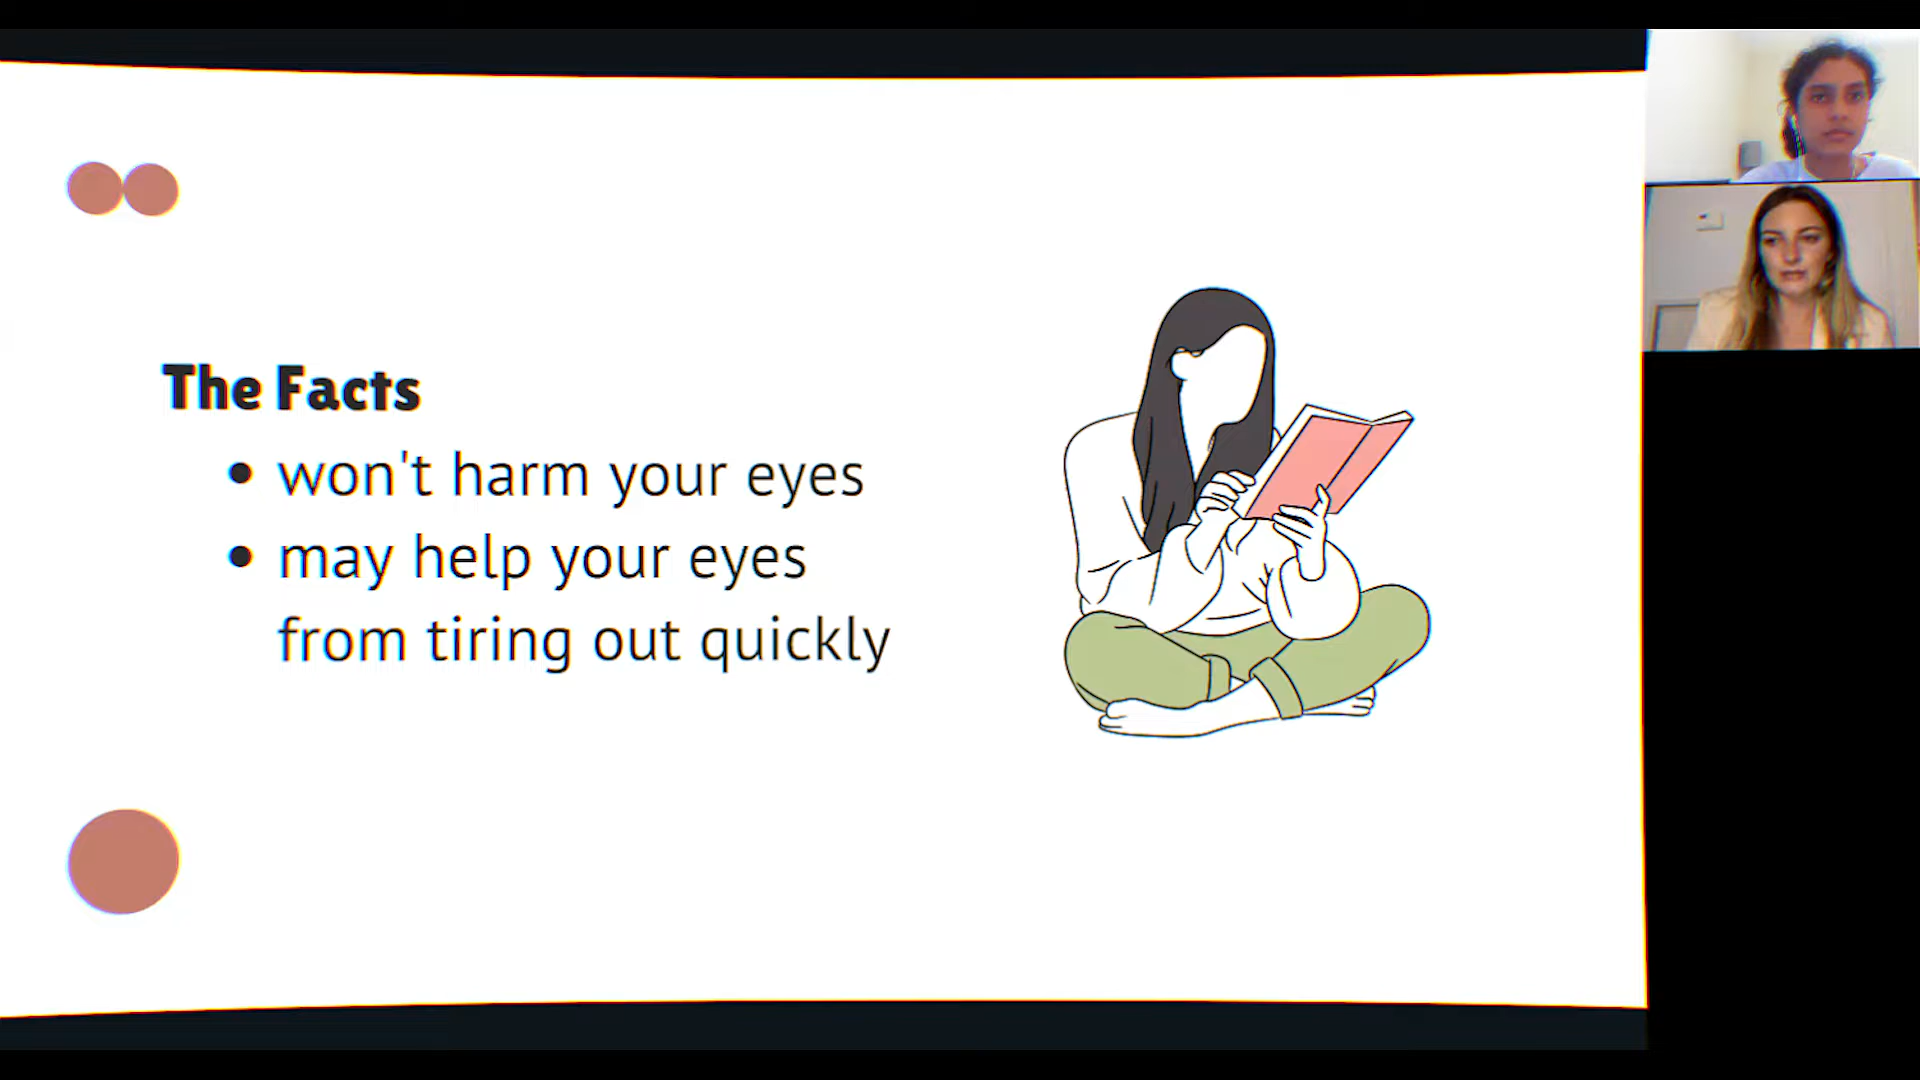 The Facts
• won't harm your eyes
• may help your eyes
from tiring out quickly